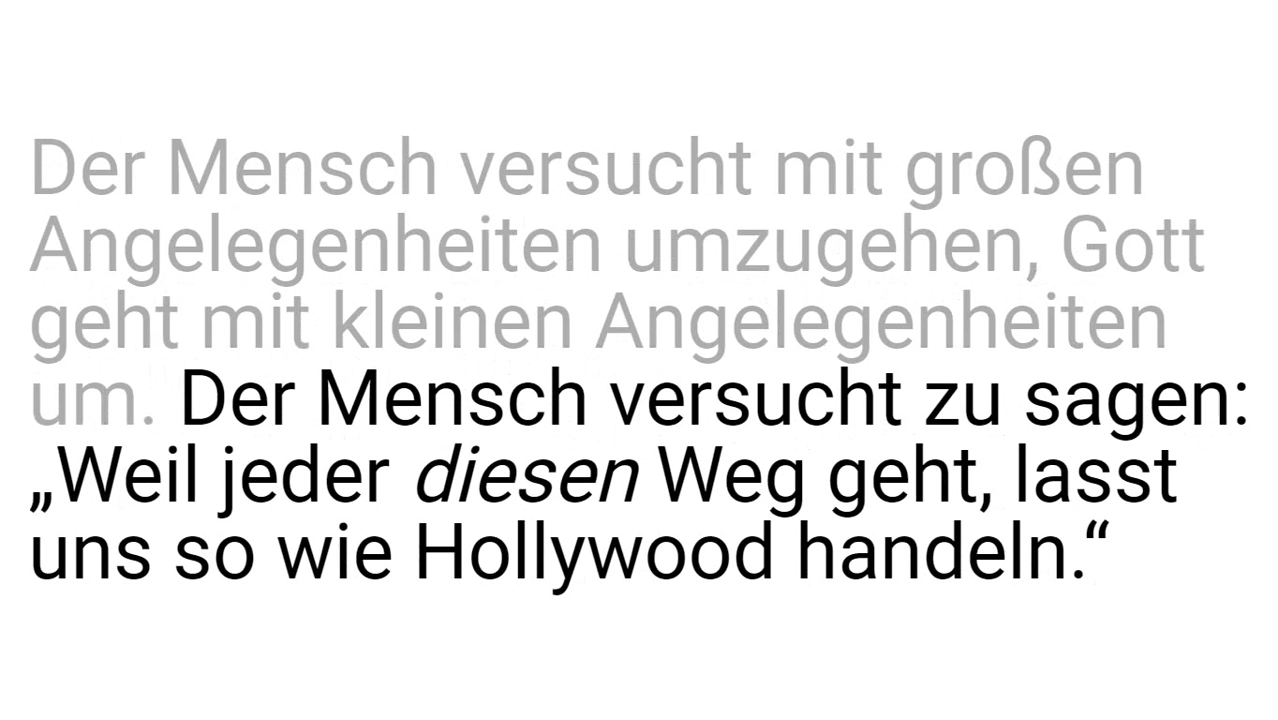 Der Mensch versucht mit großen
Angelegenheiten umzugehen, Gott
geht mit kleinen Angelegenheiten
um. Der Mensch versucht zu sagen:
„Weil jeder diesen Weg geht, lasst
uns so wie Hollywood handeln.“